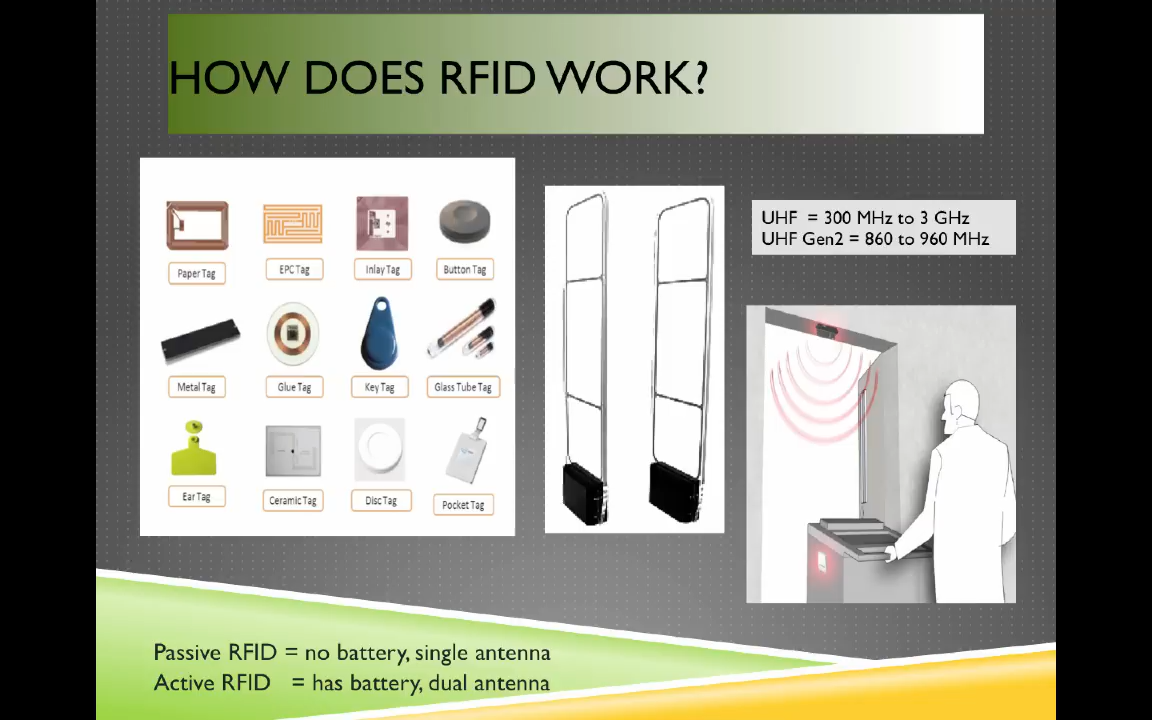 HOW DOES RFID WORK?
Paper Tag
EPC Tag
Inlay Tag
Button Tag
Metal Tag
Glue Tag
Key Tag
Glass Tube Tag
Ear Tag
Ceramic Tag
Disc Tag
Pocket Tag
UHF = 300 MHz to 3 GHz
UHF Gen2 = 860 to 960 MHz
Passive RFID = no battery, single antenna
Active RFID = has battery, dual antenna